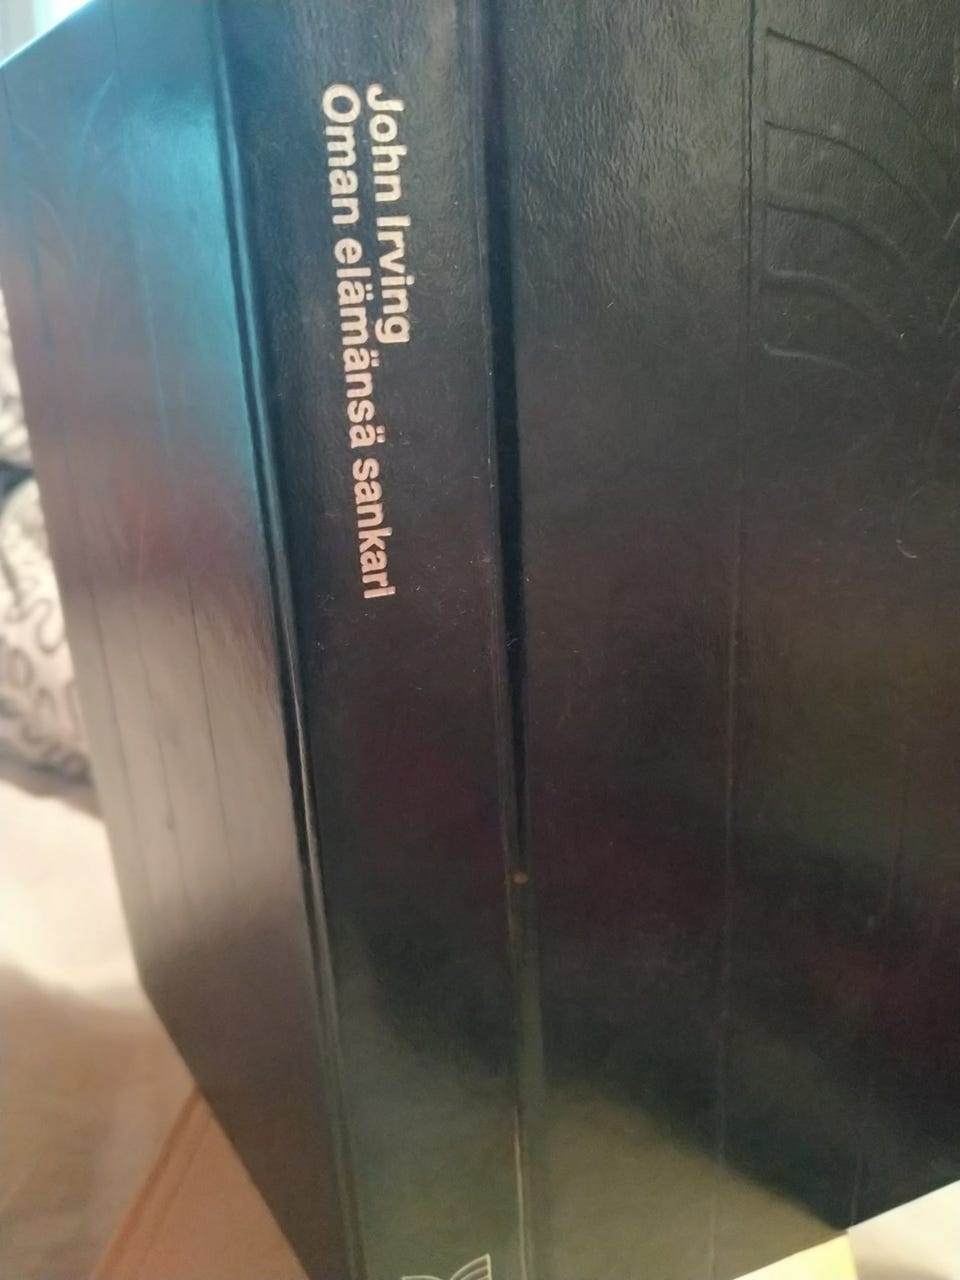 John Irving
Oman elämänsä sankari